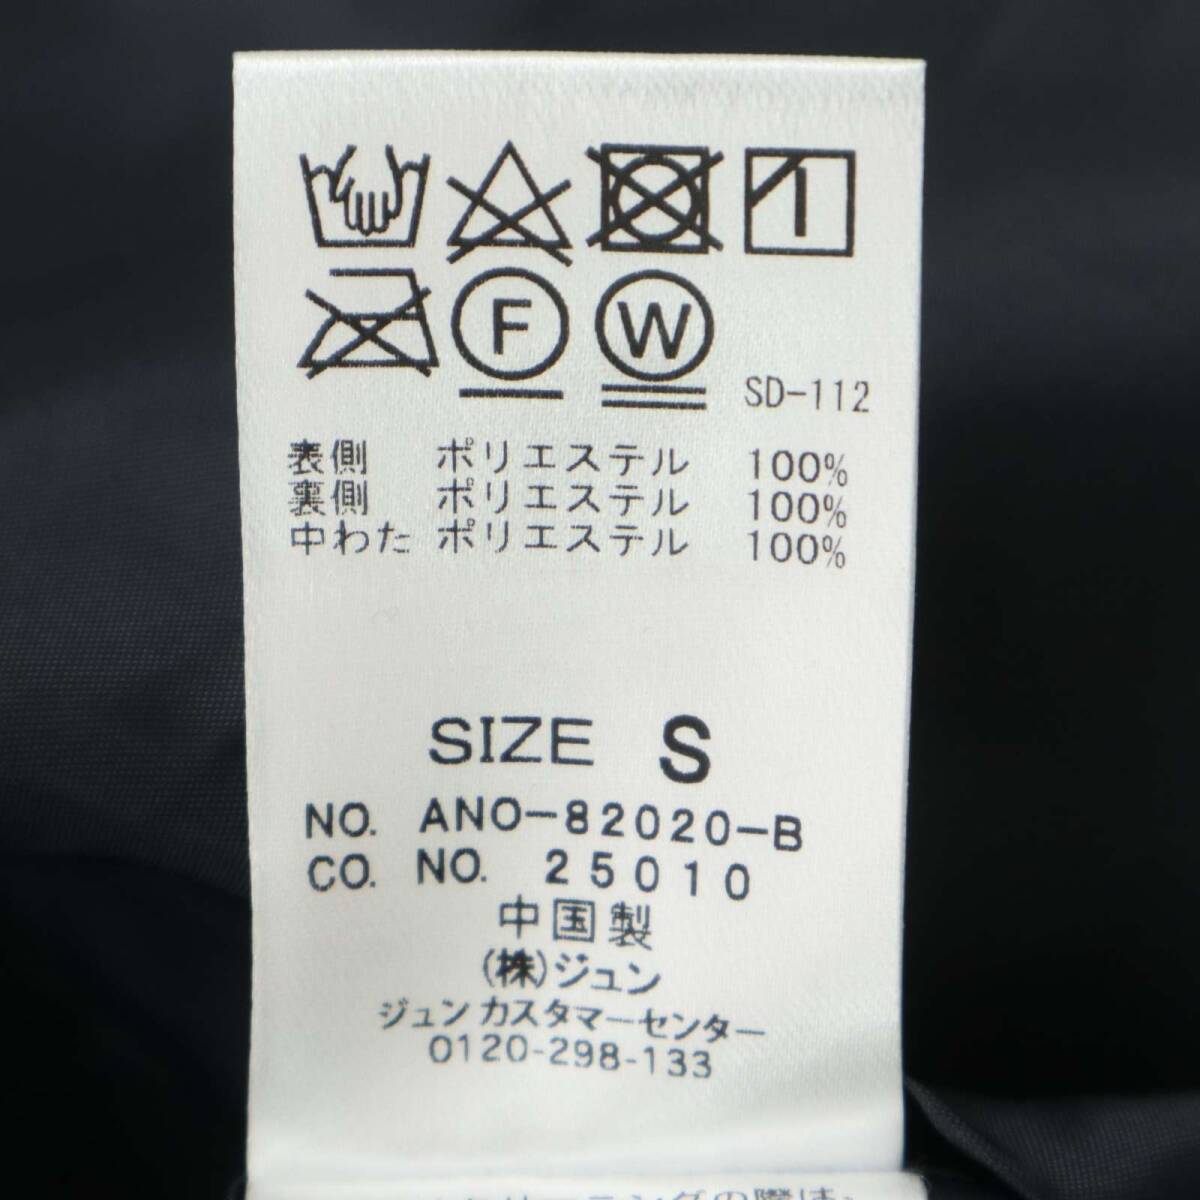 F W SD-112
表側 ポリエステル 100%
裏側 ポリエステル 100%
中わた ポリエステル 100%
SIZE S
NO. ANO-82020-B
CO. NO. 25010
中国製
(株)ジュン
ジュンカスタマーセンター
0120-298-133
の際は、